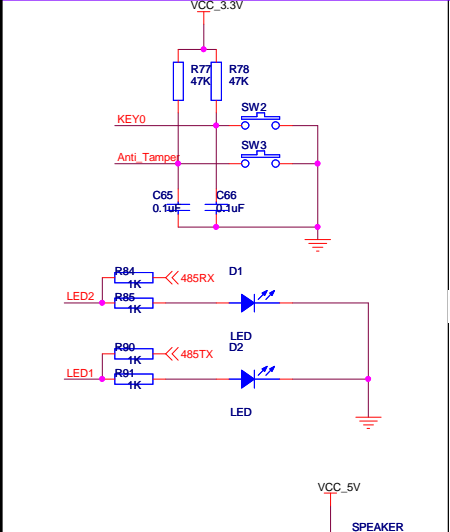 VCC_3.3V
R77 R78
47K 47K
SW2
KEY0
SW3
Anti_Tamper
C65 C66
0.1uF 0.1uF
R84 D1
1K 485RX
LED2 R85
1K
LED
R90 D2
1K 485TX
LED1 R91
1K
LED
VCC_5V
SPEAKER